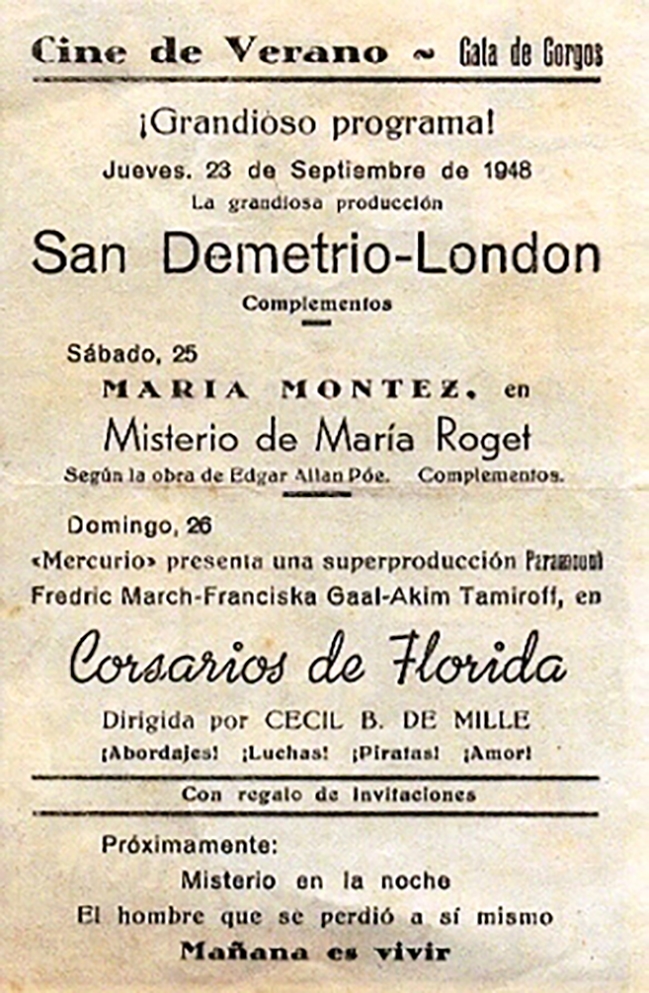 Cine de Verano ~ Gata de Gorgos
¡Grandioso programa!
Jueves. 23 de Septiembre de 1948
La grandiosa producción
San Demetrio-London
Complementos
Sábado, 25
MARIA MONTEZ, en
Misterio de María Roget
Según la obra de Edgar Allan Póe. Complementos.
Domingo, 26
«Mercurio» presenta una superproducción Paramount
Fredric March-Franciska Gaal-Akim Tamiroff, en
Corsarios de Florida
Dirigida por CECIL B. DE MILLE
¡Abordajes! ¡Luchas! ¡Piratas! ¡Amor!
Con regalo de Invitaciones
Próximamente:
Misterio en la noche
El hombre que se perdió a sí mismo
Mañana es vivir